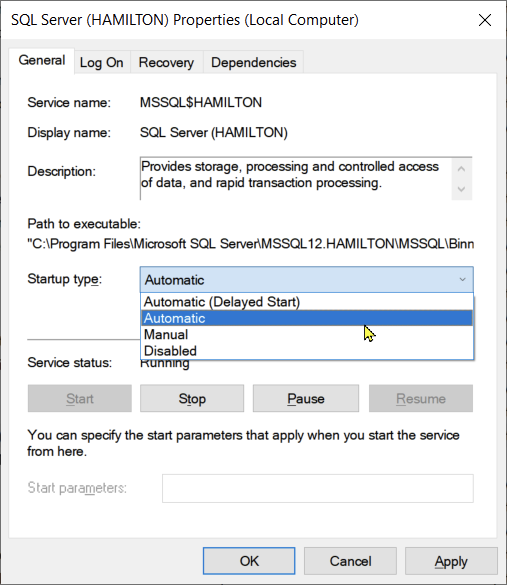 SQL Server (HAMILTON) Properties (Local Computer)
General Log On Recovery Dependencies
Service name: MSSQL$HAMILTON
Display name: SQL Server (HAMILTON)
Description: Provides storage, processing and controlled access
of data, and rapid transaction processing.
Path to executable:
"C:\Program Files\Microsoft SQL Server\MSSQL12.HAMILTON\MSSQL\Binn
Startup type: Automatic
Automatic (Delayed Start)
Automatic
Manual
Disabled
Service status: Running
Start Stop Pause Resume
You can specify the start parameters that apply when you start the service
from here.
Start parameters:
OK Cancel Apply